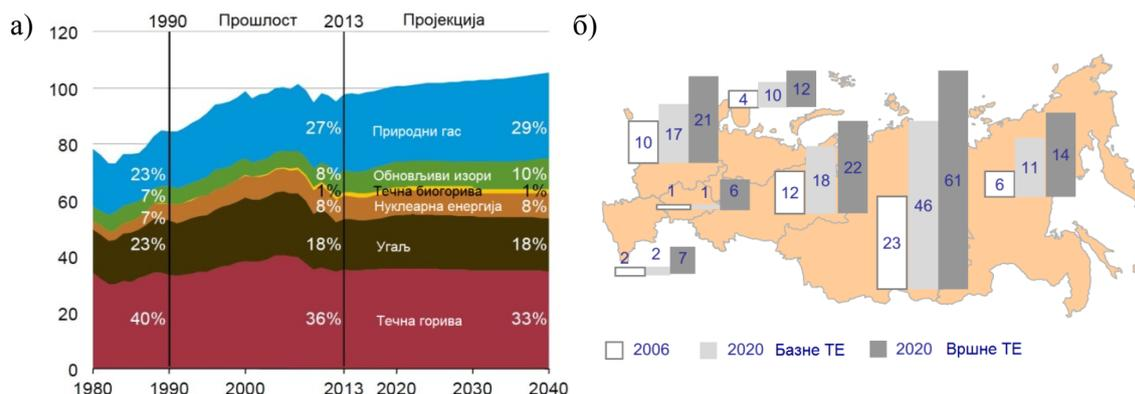 а)
1990 Прошлост 2013 Пројекција
120
100
80
60
40
20
0
27% Природни гас 29%
23%
8% Обновљиви изори 10%
7%
1% Течна биогорива 1%
7%
8% Нуклеарна енергија 8%
23% 18% Угаљ 18%
40% 36% Течна горива 33%
1980 1990 2000 2013 2020 2030 2040
б)
4 10 12
10 17 21
12 18 22
23 46 61
6 11 14
1 1 6
2 2 7
2006 2020 Базне ТЕ 2020 Вршне ТЕ